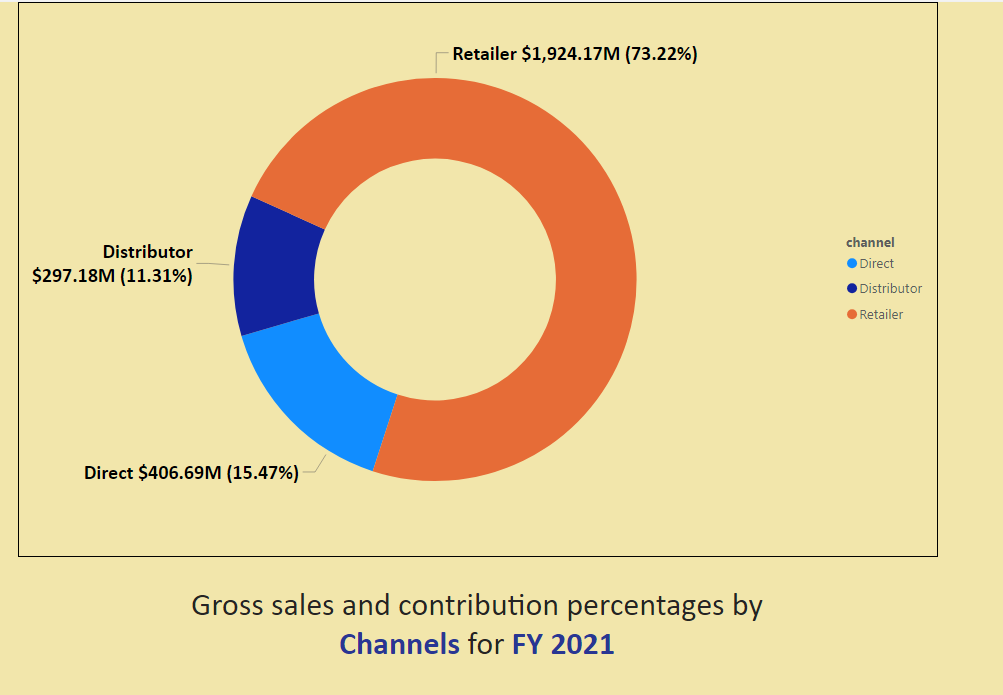 Retailer $1,924.17M (73.22%)
Distributor
$297.18M (11.31%)
Direct $406.69M (15.47%)
channel
Direct
Distributor
Retailer
Gross sales and contribution percentages by
Channels for FY 2021